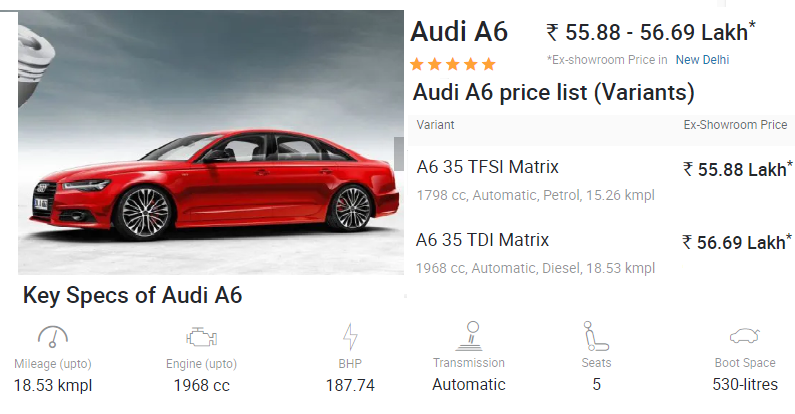 Audi A6
₹ 55.88 - 56.69 Lakh*
*Ex-showroom Price in New Delhi
Audi A6 price list (Variants)
Variant
Ex-Showroom Price
A6 35 TFSI Matrix
₹ 55.88 Lakh*
1798 cc, Automatic, Petrol, 15.26 kmpl
A6 35 TDI Matrix
₹ 56.69 Lakh*
1968 cc, Automatic, Diesel, 18.53 kmpl
Key Specs of Audi A6
Mileage (upto)
18.53 kmpl
Engine (upto)
1968 cc
BHP
187.74
Transmission
Automatic
Seats
5
Boot Space
530-litres